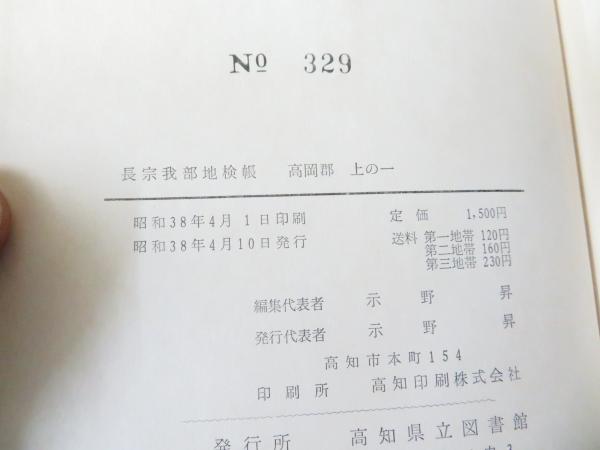 No 329
長宗我部地検帳 高岡郡 上の一
昭和38年4月 1日印刷 定価 1,500円
昭和38年4月10日発行 送料 第一地帯 120円
第二地帯 160円
第三地帯 230円
編集代表者 示野昇
発行代表者 示野昇
高知市本町154
印刷所 高知印刷株式会社
発行所 高知県立図書館